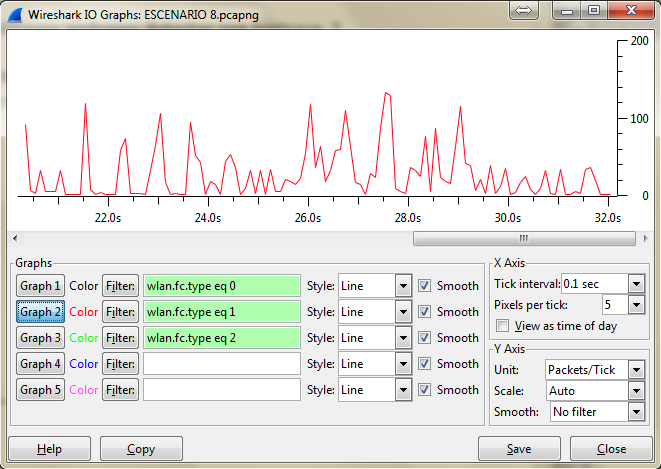 Wireshark IO Graphs: ESCENARIO 8.pcapng
200
100
0
22.0s 24.0s 26.0s 28.0s 30.0s 32.0s
Graphs
Graph 1 Color Filter: wlan.fc.type eq 0 Style: Line Smooth
Graph 2 Color Filter: wlan.fc.type eq 1 Style: Line Smooth
Graph 3 Color Filter: wlan.fc.type eq 2 Style: Line Smooth
Graph 4 Color Filter: Style: Line Smooth
Graph 5 Color Filter: Style: Line Smooth
X Axis
Tick interval: 0.1 sec
Pixels per tick: 5
View as time of day
Y Axis
Unit: Packets/Tick
Scale: Auto
Smooth: No filter
Help Copy Save Close